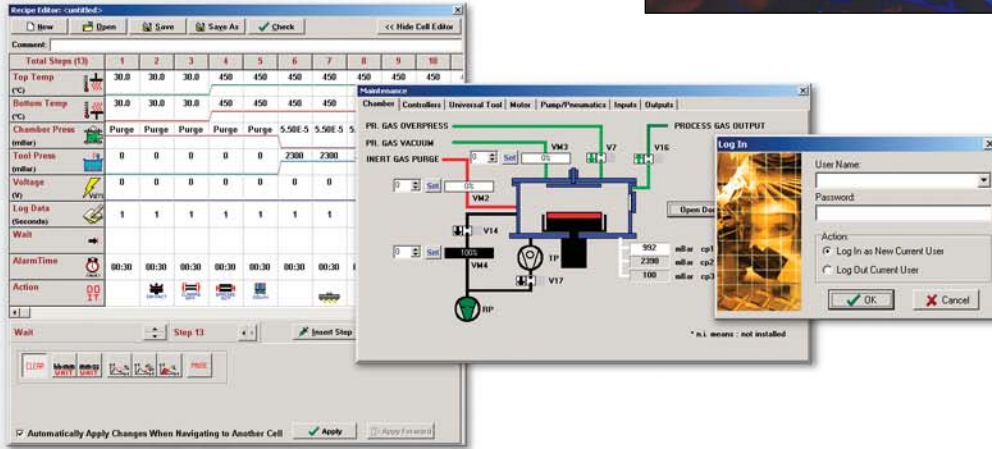 Recipe Editor: <untitled>
New Open Save Save As Check << Hide Cell Editor
Comment:
Total Steps (13) 1 2 3 4 5 6 7 8 9 10
Top Temp 30.0 30.0 30.0 450 450 450 450 450 450 450
(°C)
Bottom Temp 30.0 30.0 30.0 450 450 450 450
(°C)
Chamber Press Purge Purge Purge Purge Purge 5.50E-5 5.50E-5
(mBar)
Tool Press 0 0 0 0 0 2300 2300
(mBar)
Voltage 0 0 0 0 0 0 0
(V)
Log Data 1 1 1 1 1 1 1
(Seconds)
Wait
AlarmTime 00:30 00:30 00:30 00:30 00:30 00:30 00:30
Action DO IT
Wait Step 13 Insert Step
CLEAR hh:mm WAIT mm:ss WAIT PAUSE
Automatically Apply Changes When Navigating to Another Cell Apply Apply Forward
Maintenance
Chamber Controllers Universal Tool Motor Pump/Pneumatics Inputs Outputs
PR. GAS OVERPRESS PROCESS GAS OUTPUT
PR. GAS VACUUM VM3 V7 V16
INERT GAS PURGE 0 Set 0%
0 Set 0%
VM2
Open
V14
0 Set 100%
VM4 TP
V17
RP
992 mBar cp1
2390 mBar cp2
100 mBar cp3
* n.i. means : not installed
Log In
User Name:
Password:
Action:
Log In as New Current User
Log Out Current User
OK Cancel